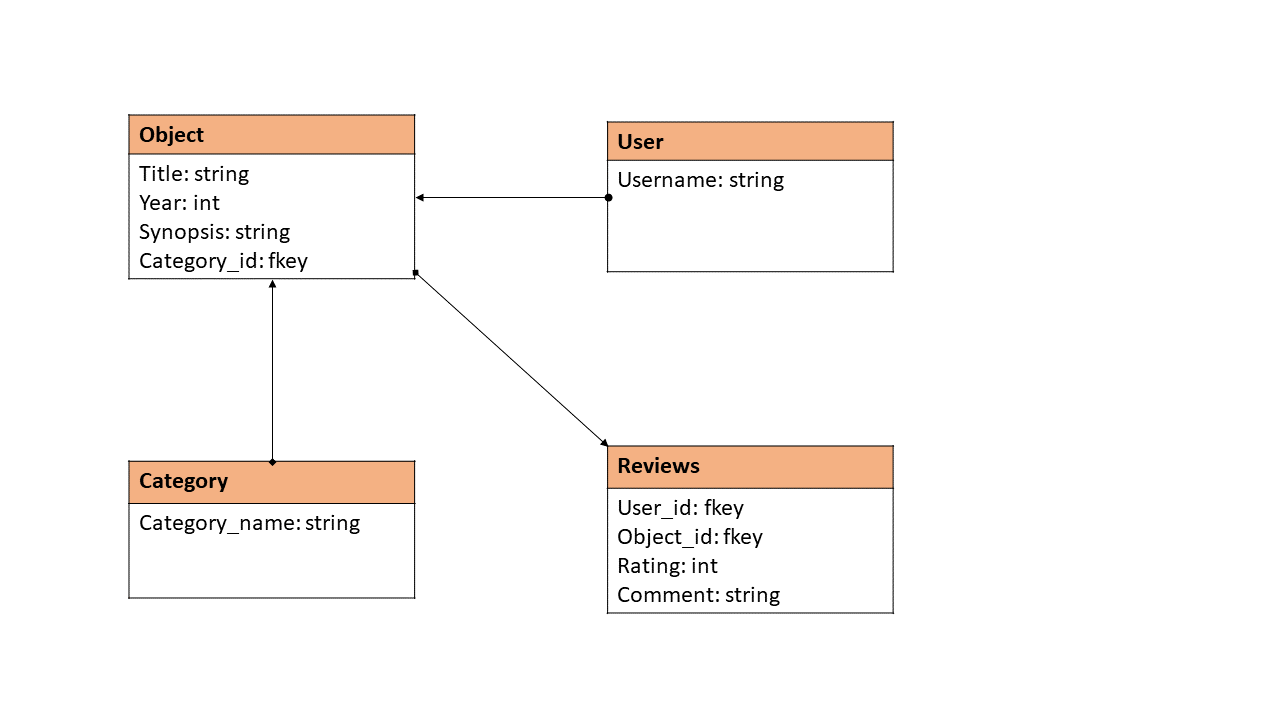 Object
Title: string
Year: int
Synopsis: string
Category_id: fkey
User
Username: string
Category
Category_name: string
Reviews
User_id: fkey
Object_id: fkey
Rating: int
Comment: string